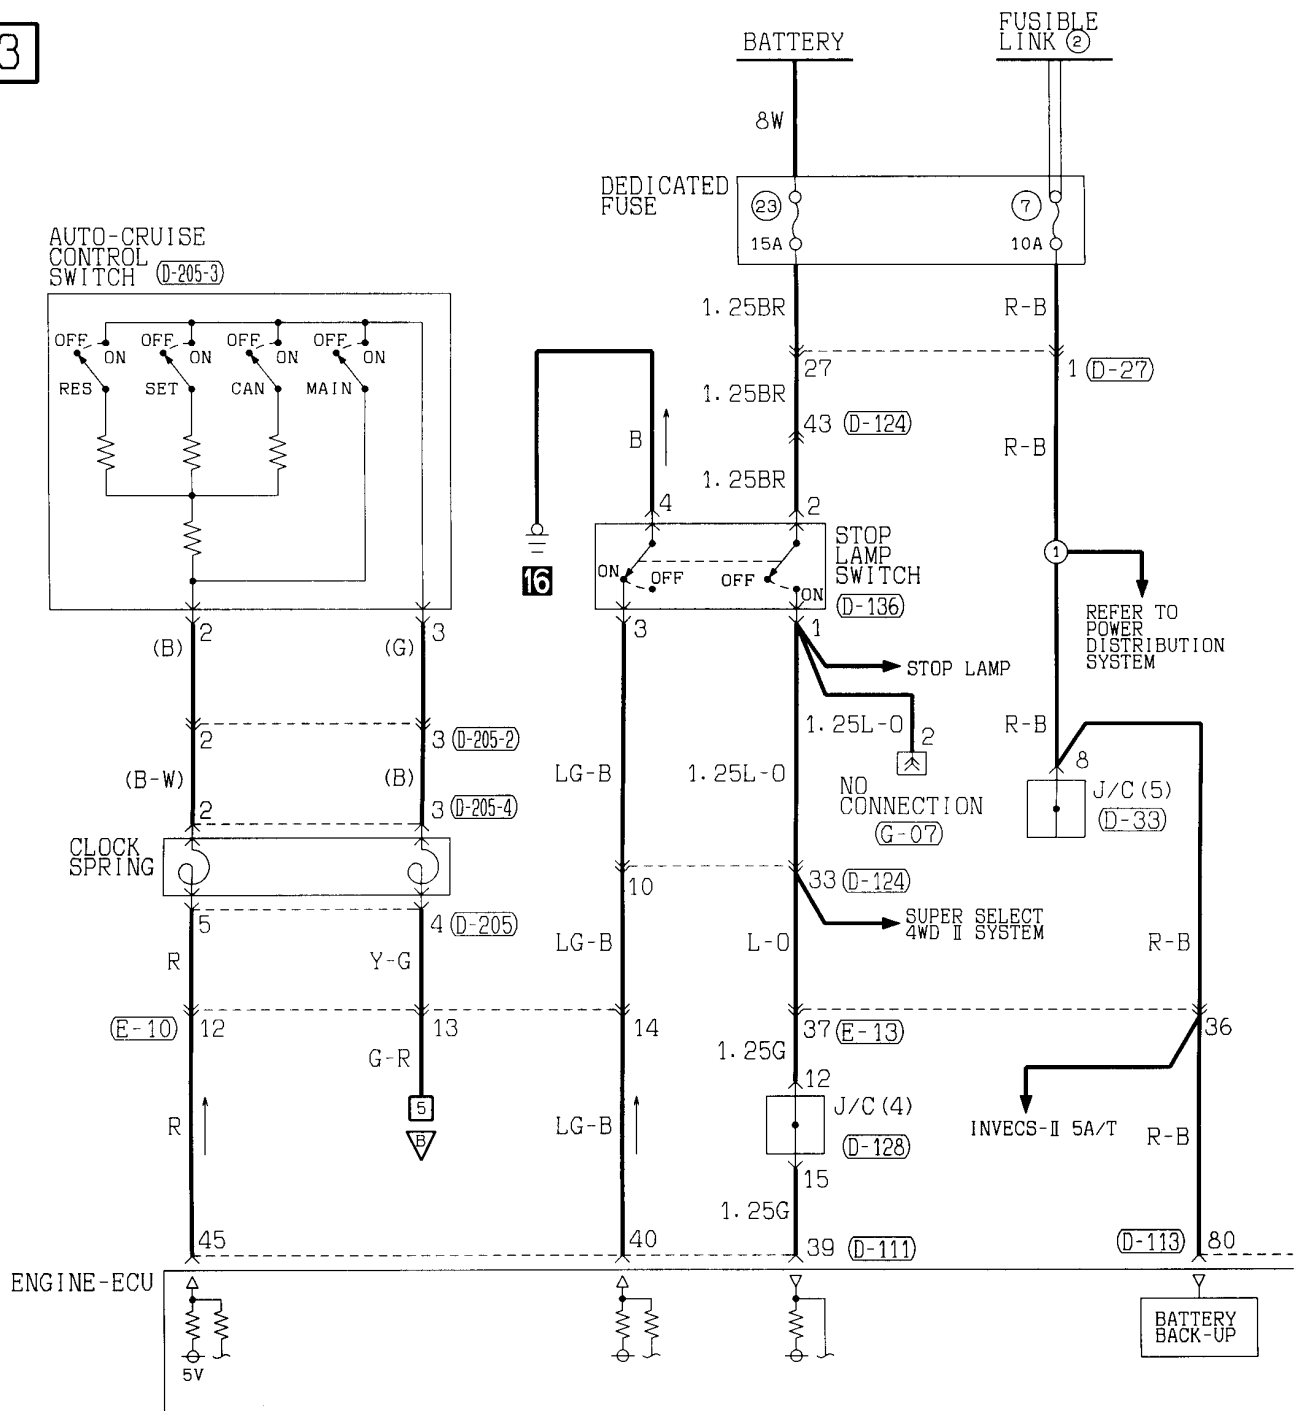 3
BATTERY
FUSIBLE
LINK ②
8W
DEDICATED
FUSE
23
15A
7
10A
AUTO-CRUISE
CONTROL
SWITCH (D-205-3)
1.25BR
R-B
OFF ON OFF ON OFF ON OFF ON
RES SET CAN MAIN
27
1 (D-27)
1.25BR
43 (D-124)
B
R-B
1.25BR
4
2
STOP
LAMP
SWITCH
(D-136)
ON OFF
OFF ON
16
1
REFER TO
POWER
DISTRIBUTION
SYSTEM
2
3
3
1
(B)
(G)
STOP LAMP
1.25L-O
2
R-B
2
3 (D-205-2)
8
(B-W)
(B)
LG-B
1.25L-O
NO
CONNECTION
(G-07)
J/C(5)
(D-33)
2
3 (D-205-4)
CLOCK
SPRING
10
33 (D-124)
5
4 (D-205)
SUPER SELECT
4WD Ⅱ SYSTEM
R
Y-G
LG-B
L-O
R-B
(E-10) 12
13
14
37 (E-13)
36
G-R
1.25G
12
5
B
J/C(4)
(D-128)
R
LG-B
INVECS-Ⅱ 5A/T
R-B
15
1.25G
45
40
39 (D-111)
(D-113) 80
ENGINE-ECU
5V
BATTERY
BACK-UP